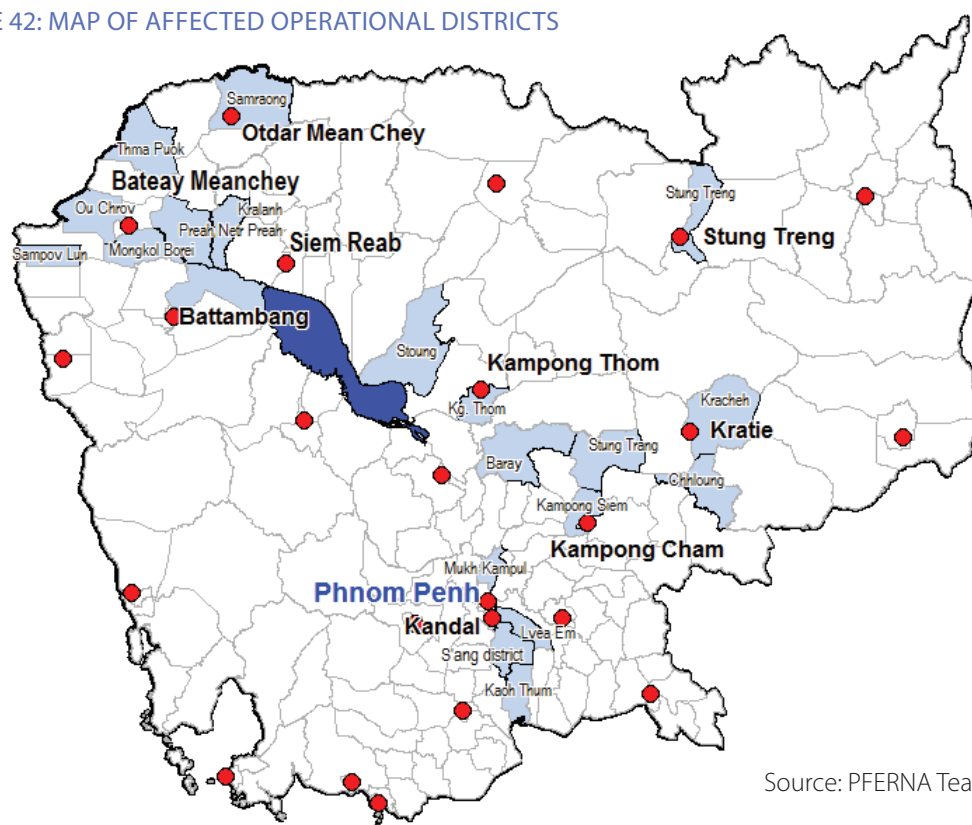 E 42: MAP OF AFFECTED OPERATIONAL DISTRICTS
Samraong
Otdar Mean Chey
Thma Puok
Bateay Meanchey
Ou Chrov
Kralanh
Preah Netr Preah
Mongkol Borei
Sampov Lun
Siem Reab
Stung Treng
Stung Treng
Battambang
Stoung
Kampong Thom
Kg. Thom
Kracheh
Kratie
Baray
Stung Trang
Chhloung
Kampong Siem
Kampong Cham
Mukh Kampul
Phnom Penh
Kandal
Lvea Em
S'ang district
Kaoh Thum
Source: PFERNA Tea